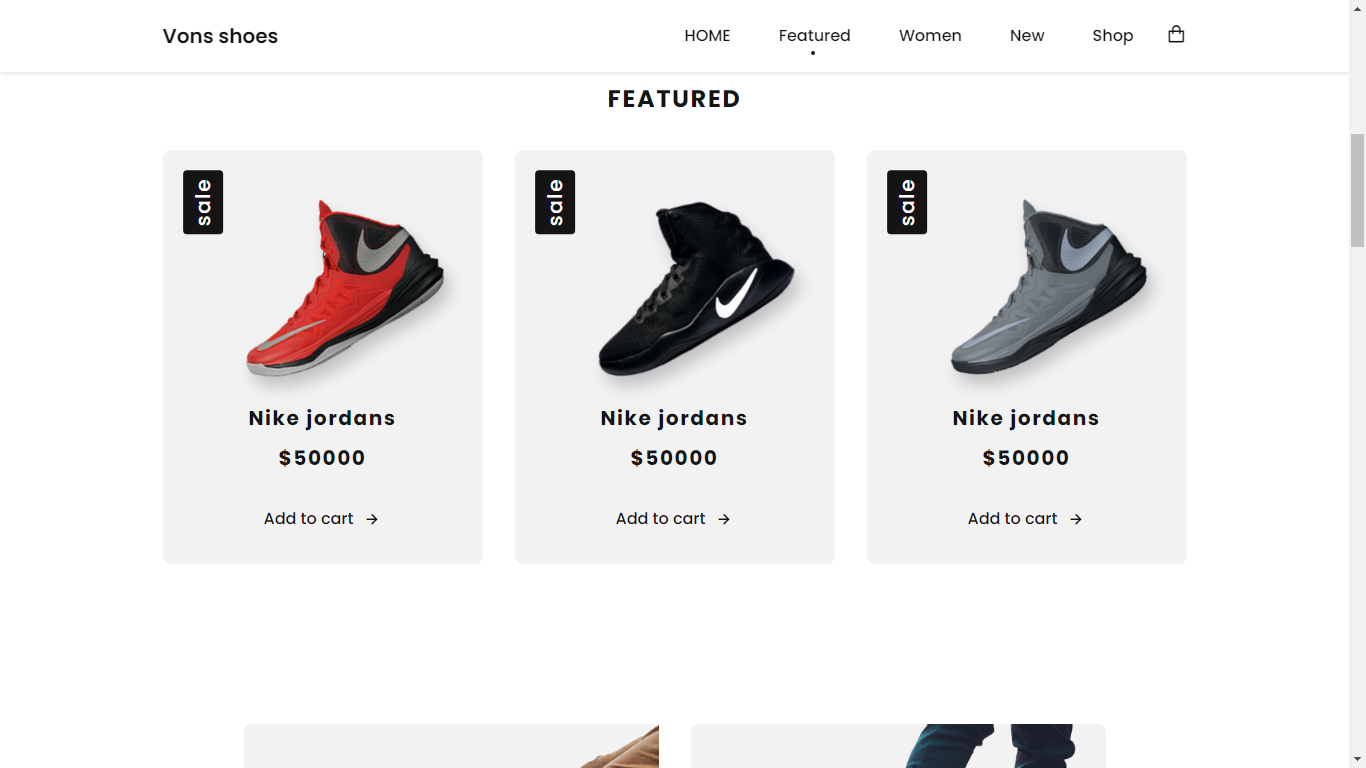 Vons shoes HOME Featured Women New Shop
FEATURED
sale sale sale
Nike jordans Nike jordans Nike jordans
$50000 $50000 $50000
Add to cart → Add to cart → Add to cart →